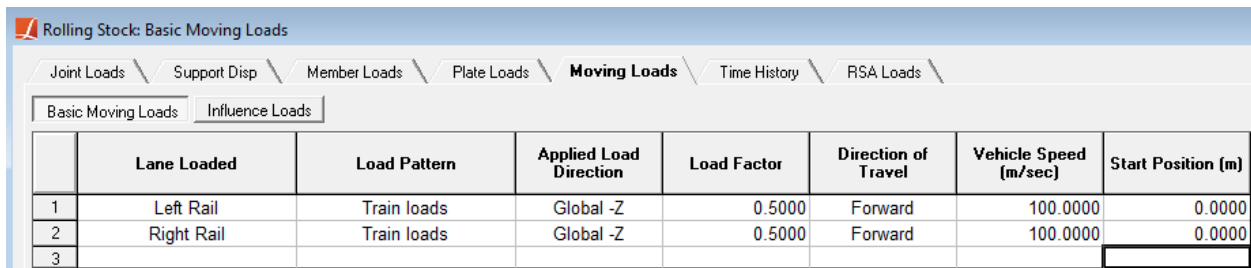 Rolling Stock: Basic Moving Loads
Joint Loads Support Disp Member Loads Plate Loads Moving Loads Time History RSA Loads
Basic Moving Loads Influence Loads
Lane Loaded Load Pattern Applied Load Direction Load Factor Direction of Travel Vehicle Speed (m/sec) Start Position (m)
1 Left Rail Train loads Global -Z 0.5000 Forward 100.0000 0.0000
2 Right Rail Train loads Global -Z 0.5000 Forward 100.0000 0.0000
3